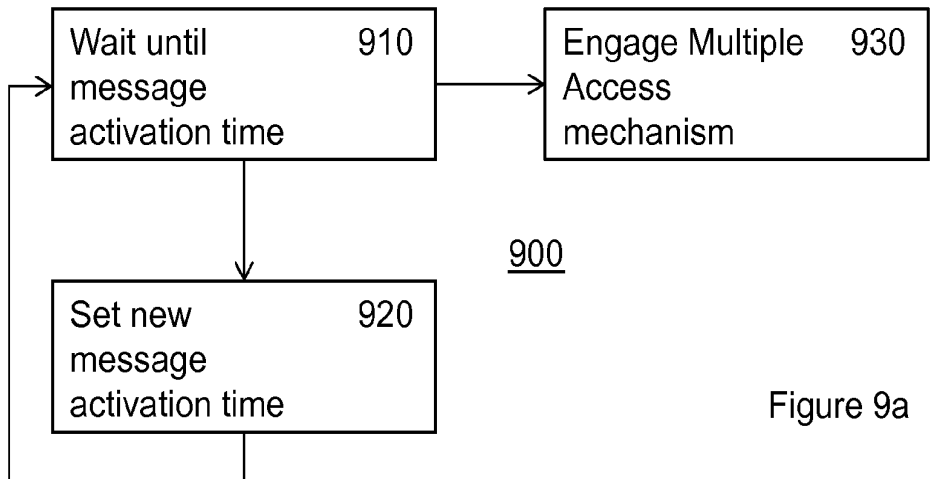 Wait until 910
message
activation time
Engage Multiple 930
Access
mechanism
900
Set new 920
message
activation time
Figure 9a